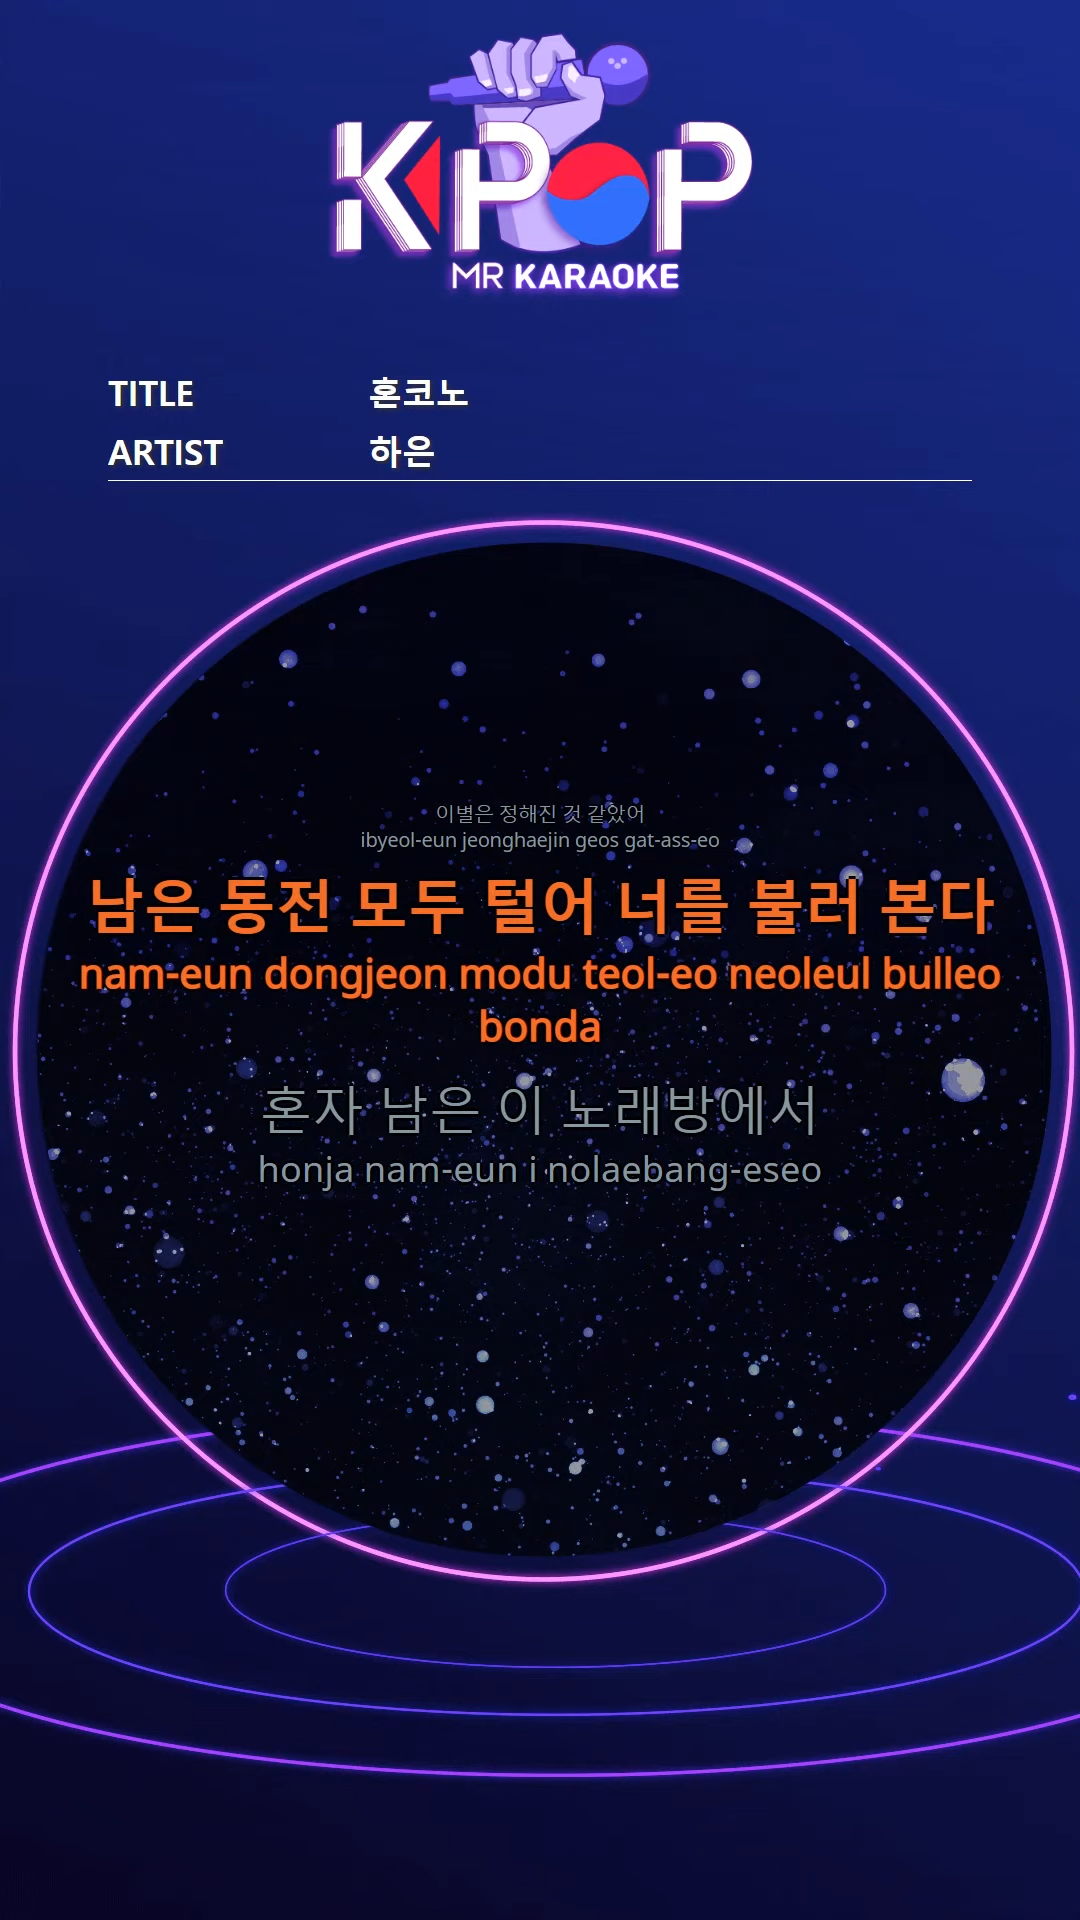 KPOP
MR KARAOKE
TITLE 혼코노
ARTIST 하은
이별은 정해진 것 같았어
ibyeol-eun jeonghaejin geos gat-ass-eo
남은 동전 모두 털어 너를 불러 본다
nam-eun dongjeon modu teol-eo neoleul bulleo
bonda
혼자 남은 이 노래방에서
honja nam-eun i nolaebang-eseo